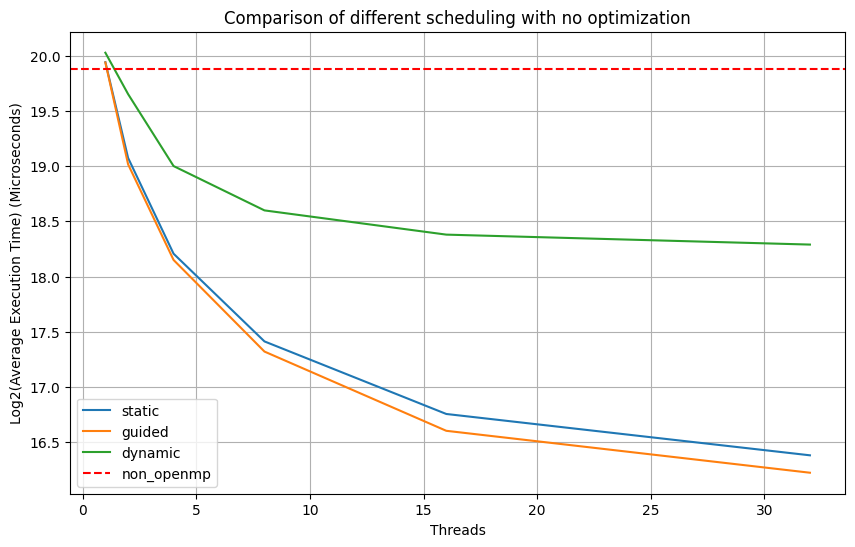 Comparison of different scheduling with no optimization
Log2(Average Execution Time) (Microseconds)
20.0
19.5
19.0
18.5
18.0
17.5
17.0
16.5
static
guided
dynamic
non_openmp
0 5 10 15 20 25 30
Threads